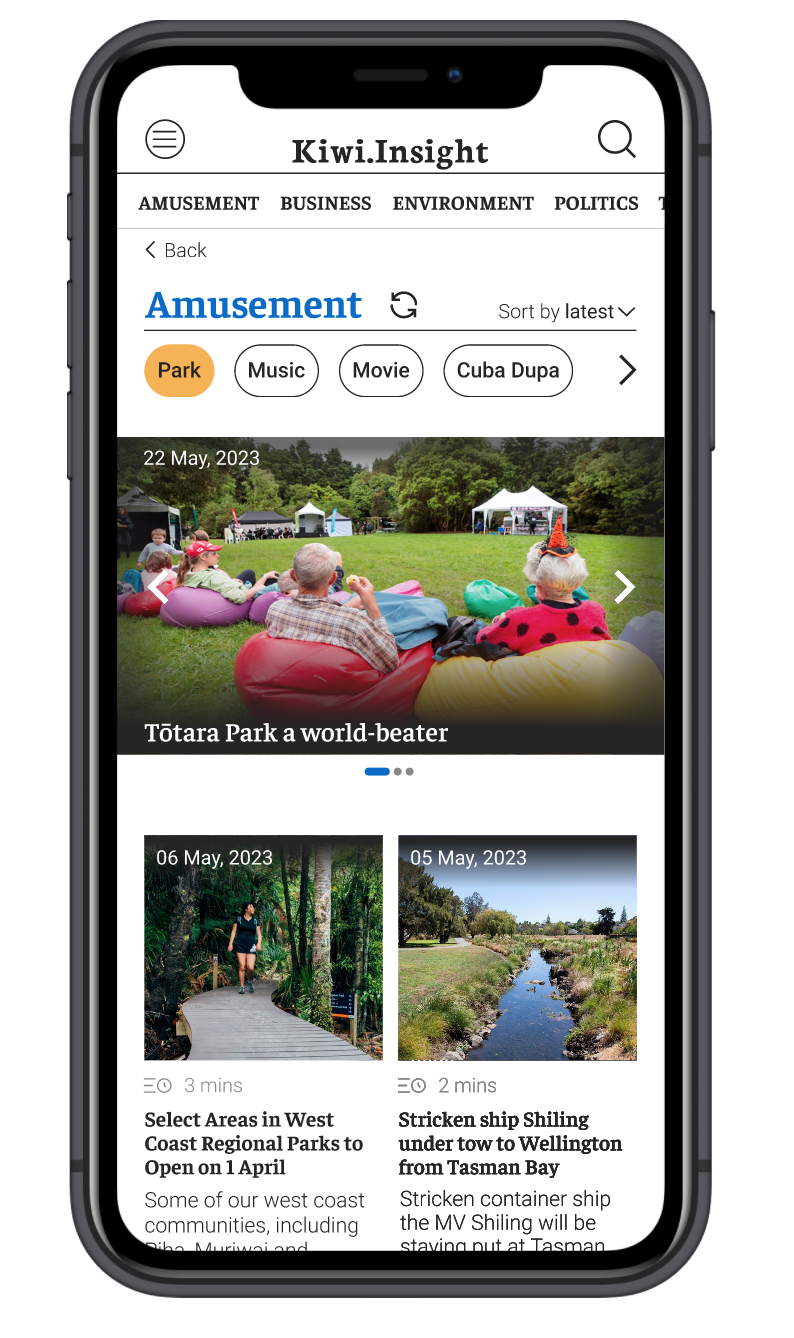 Kiwi.Insight
AMUSEMENT BUSINESS ENVIRONMENT POLITICS
Back
Amusement
Sort by latest
Park Music Movie Cuba Dupa
22 May, 2023
Tōtara Park a world-beater
06 May, 2023
3 mins
Select Areas in West
Coast Regional Parks to
Open on 1 April
Some of our west coast
communities, including
Piha, Muriwai and
05 May, 2023
2 mins
Stricken ship Shiling
under tow to Wellington
from Tasman Bay
Stricken container ship
the MV Shiling will be
staying put at Tasman